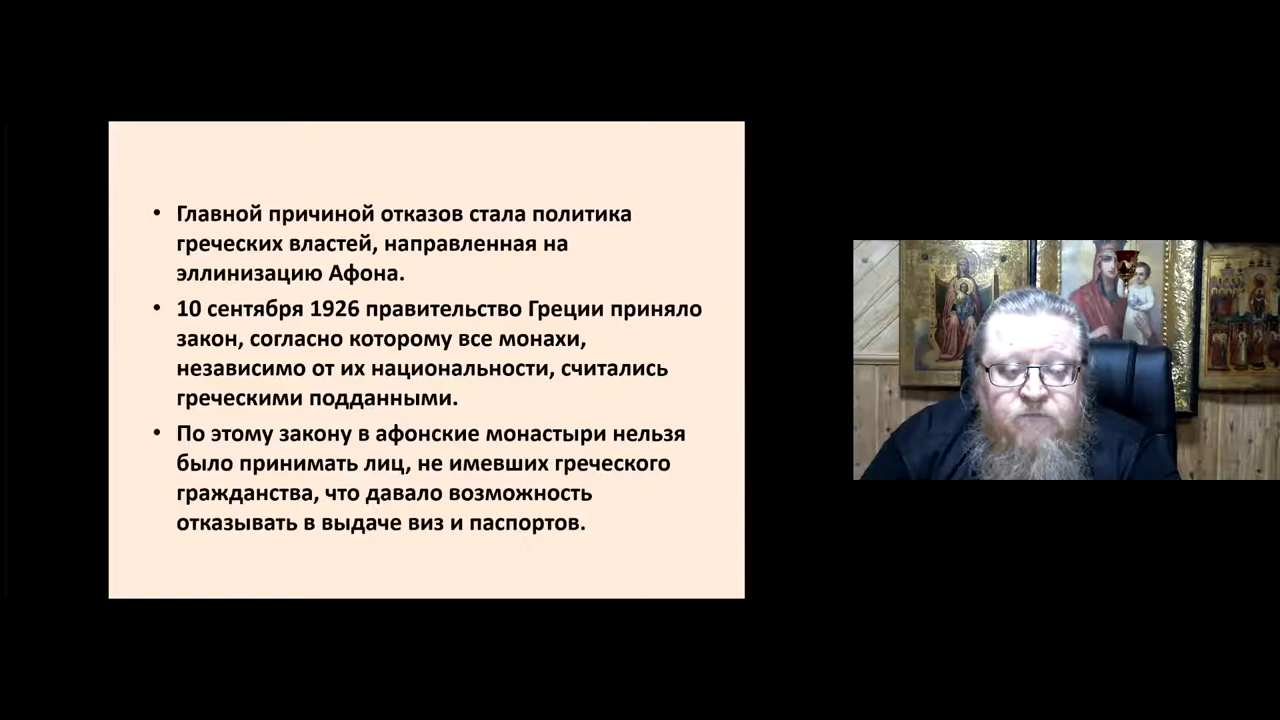 • Главной причиной отказов стала политика
греческих властей, направленная на
эллинизацию Афона.
• 10 сентября 1926 правительство Греции приняло
закон, согласно которому все монахи,
независимо от их национальности, считались
греческими подданными.
• По этому закону в афонские монастыри нельзя
было принимать лиц, не имевших греческого
гражданства, что давало возможность
отказывать в выдаче виз и паспортов.